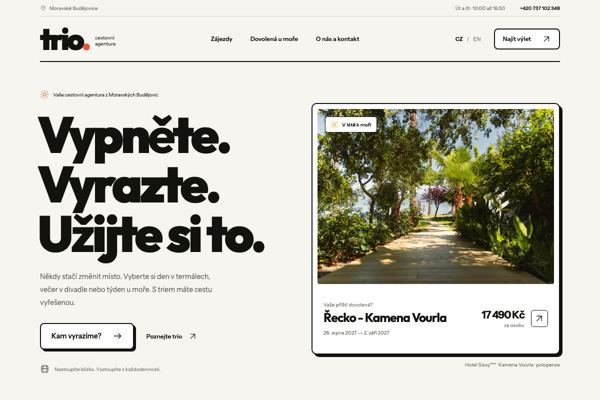 Moravské Budějovice
Út a čt · 10:00 až 16:30
+420 737 102 348
trio.
cestovní
agentura
Zájezdy
Dovolená u moře
O nás a kontakt
CZ / EN
Najít výlet
Vaše cestovní agentura z Moravských Budějovic
Vypněte.
Vyrazte.
Užijte si to.
Někdy stačí změnit místo. Vyberte si den v termálech,
večer v divadle nebo týden u moře. S triem máte cestu
vyřešenou.
Kam vyrazíme?
Poznejte trio
Nastoupíte blízko. Vystoupíte z každodennosti.
V létě k moři
Vaše příští dovolená?
Řecko - Kamena Vourla
26. srpna 2027 → 2. září 2027
17 490 Kč
za osobu
Hotel Sissy*** · Kamena Vourla · polopenze